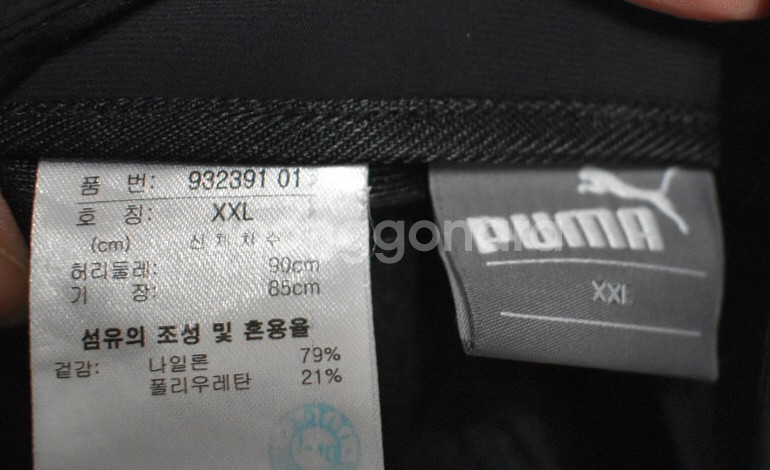 품 번: 932391 01
호 칭: XXL
(cm) 신체치수
허리둘레: 90cm
기 장: 85cm
섬유의 조성 및 혼용율
겉감: 나일론 79%
폴리우레탄 21%
PUMA
XXL